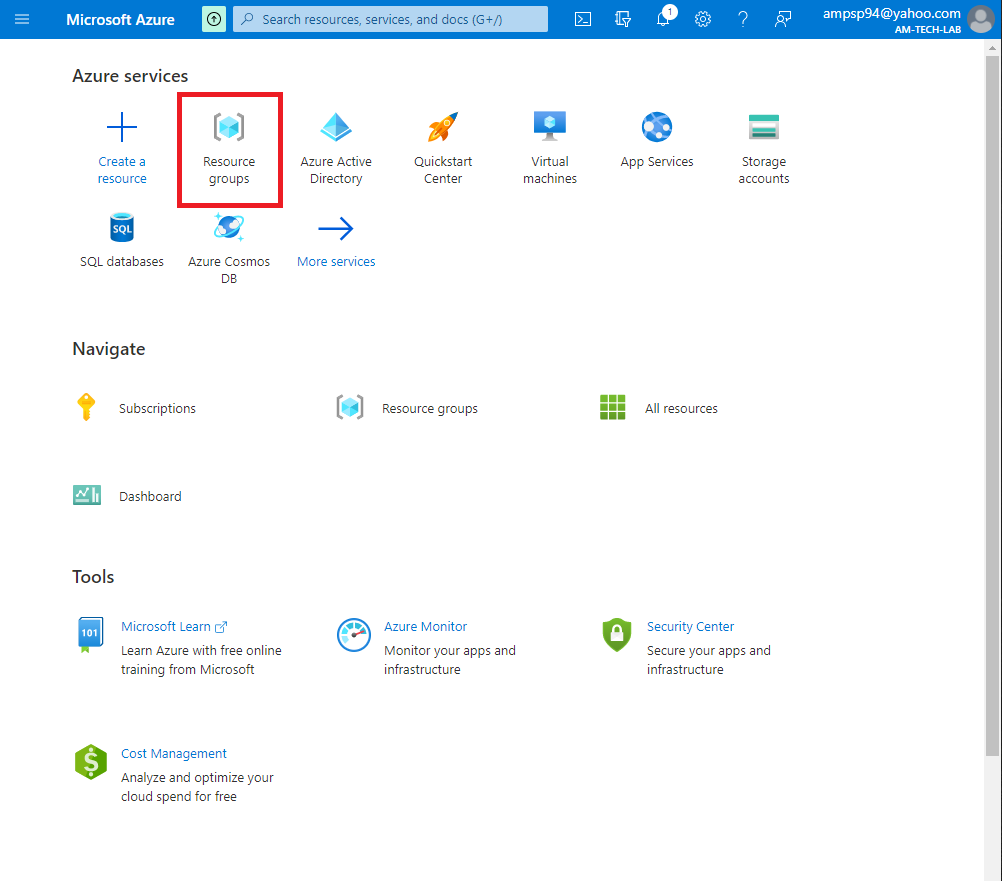 Microsoft Azure
Search resources, services, and docs (G+/)
1
ampsp94@yahoo.com
AM-TECH-LAB
Azure services
Create a
resource
Resource
groups
Azure Active
Directory
Quickstart
Center
Virtual
machines
App Services
Storage
accounts
SQL
SQL databases
Azure Cosmos
DB
More services
Navigate
Subscriptions
Resource groups
All resources
Dashboard
Tools
101
Microsoft Learn
Learn Azure with free online
training from Microsoft
Azure Monitor
Monitor your apps and
infrastructure
Security Center
Secure your apps and
infrastructure
$
Cost Management
Analyze and optimize your
cloud spend for free